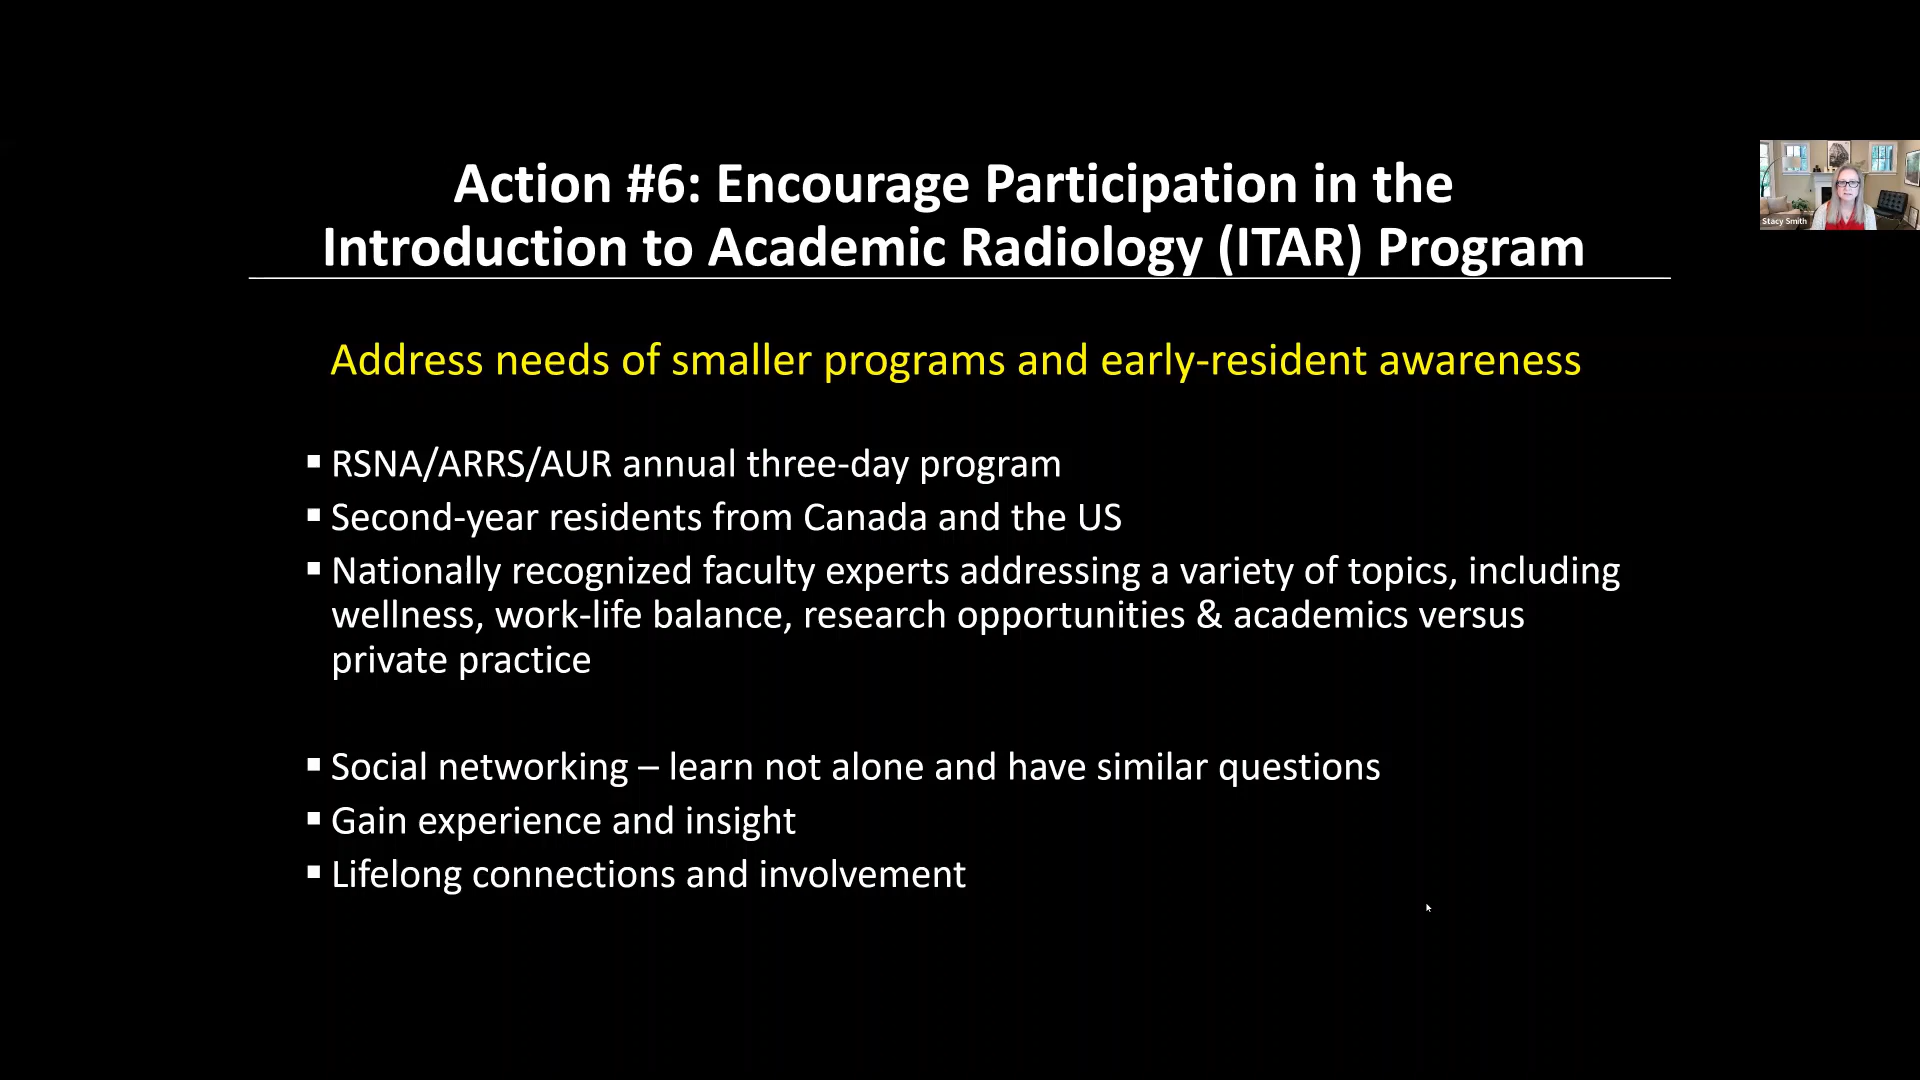 Action #6: Encourage Participation in the
Introduction to Academic Radiology (ITAR) Program
Stacy Smith
Address needs of smaller programs and early-resident awareness
▪ RSNA/ARRS/AUR annual three-day program
▪ Second-year residents from Canada and the US
▪ Nationally recognized faculty experts addressing a variety of topics, including
wellness, work-life balance, research opportunities & academics versus
private practice
▪ Social networking – learn not alone and have similar questions
▪ Gain experience and insight
▪ Lifelong connections and involvement